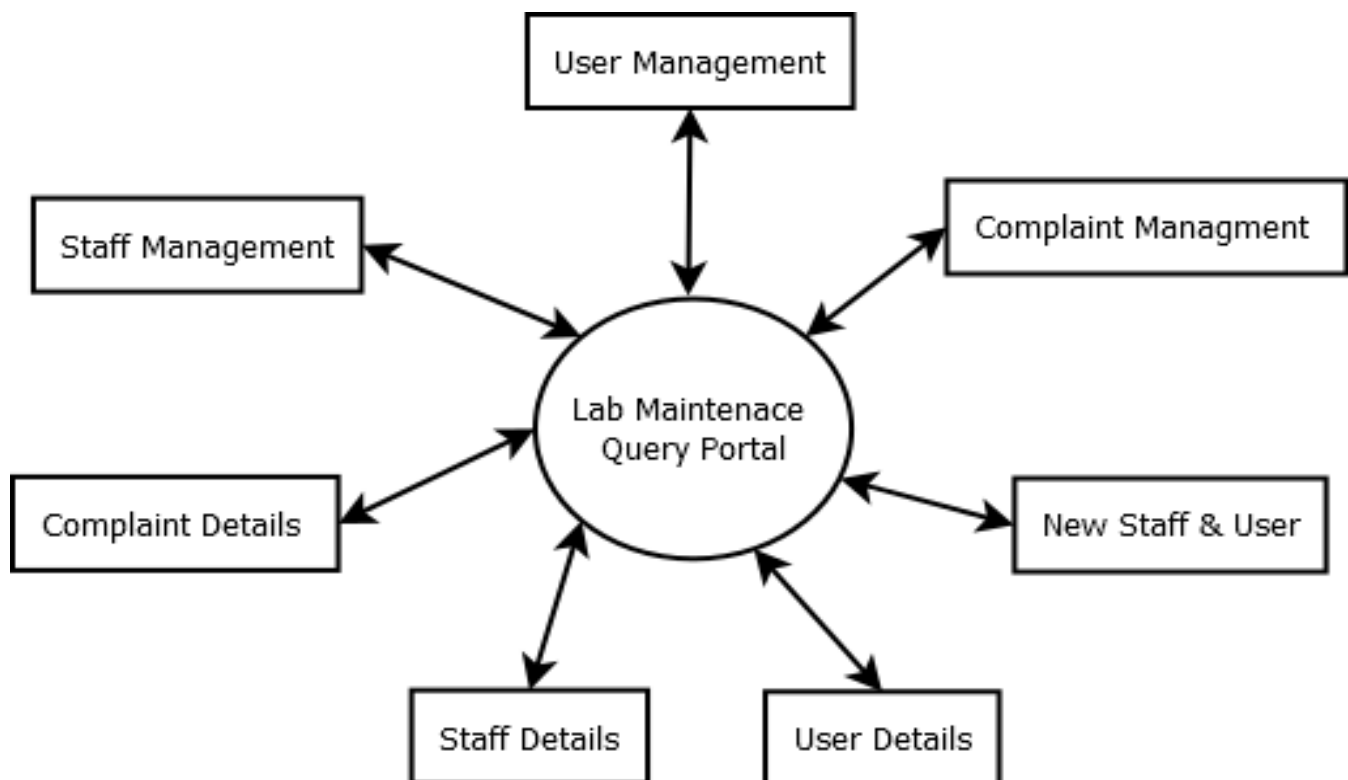 User Management
Complaint Managment
Staff Management
Lab Maintenace
Query Portal
Complaint Details
New Staff & User
Staff Details
User Details